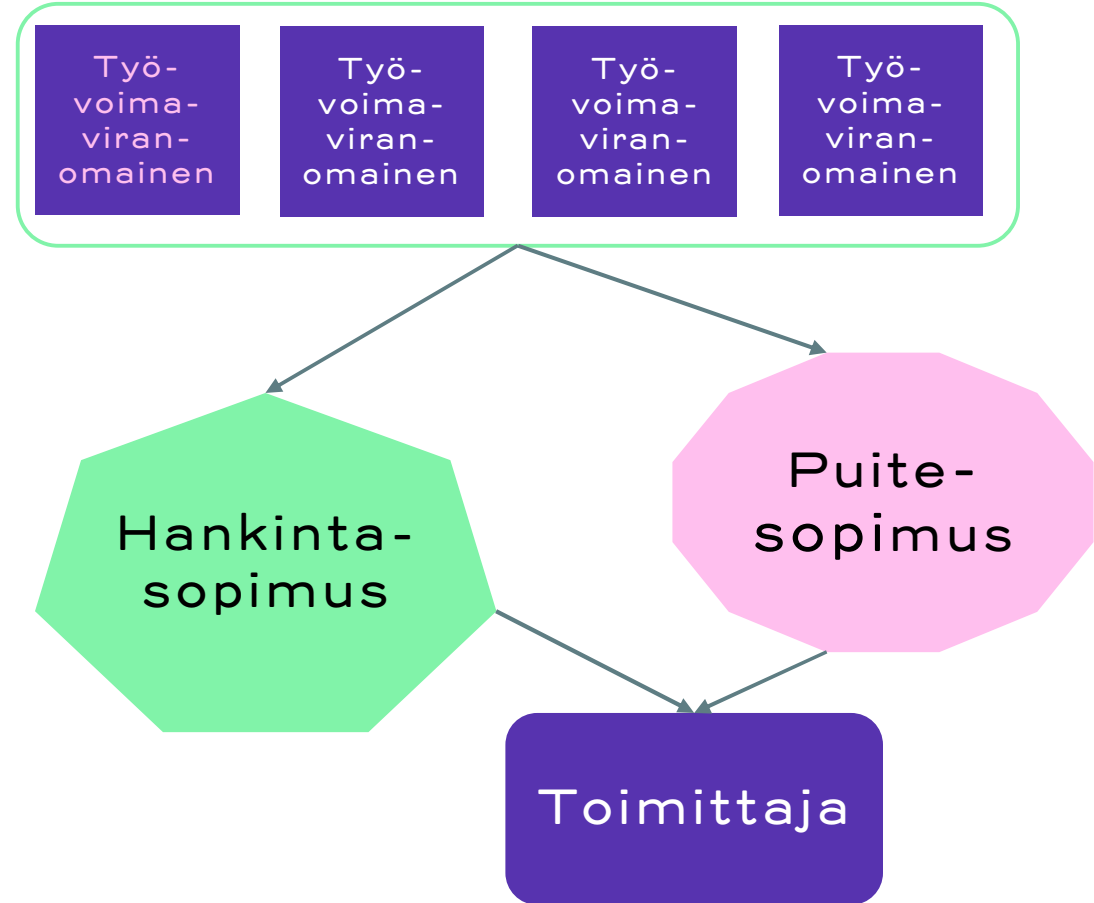 Työ-
voima-
viran-
omainen
Työ-
voima-
viran-
omainen
Työ-
voima-
viran-
omainen
Työ-
voima-
viran-
omainen
Hankinta-
sopimus
Puite-
sopimus
Toimittaja